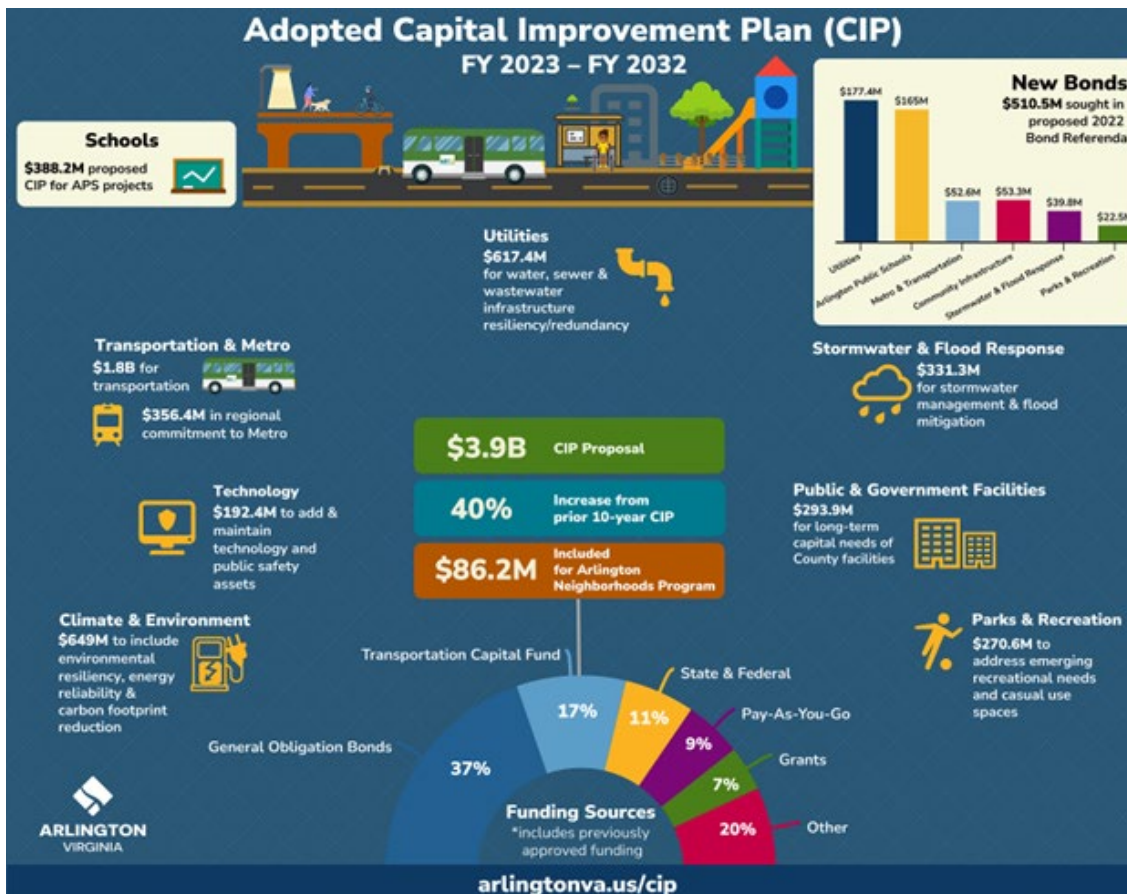 Adopted Capital Improvement Plan (CIP)
FY 2023 – FY 2032
Schools
$388.2M proposed
CIP for APS projects
New Bonds
$510.5M sought in
proposed 2022
Bond Referenda
$177.4M
$165M
$52.6M
$53.3M
$39.8M
$22.5M
Utilities
Arlington Public Schools
Metro & Transportation
Community Infrastructure
Stormwater & Flood Response
Parks & Recreation
Utilities
$617.4M
for water, sewer &
wastewater
infrastructure
resiliency/redundancy
Transportation & Metro
$1.8B for
transportation
$356.4M in regional
commitment to Metro
Stormwater & Flood Response
$331.3M
for stormwater
management & flood
mitigation
$3.9B CIP Proposal
40% Increase from
prior 10-year CIP
$86.2M Included
for Arlington
Neighborhoods Program
Technology
$192.4M to add &
maintain
technology and
public safety
assets
Public & Government Facilities
$293.9M
for long-term
capital needs of
County facilities
Climate & Environment
$649M to include
environmental
resiliency, energy
reliability &
carbon footprint
reduction
Parks & Recreation
$270.6M to
address emerging
recreational needs
and casual use
spaces
Transportation Capital Fund
State & Federal
Pay-As-You-Go
General Obligation Bonds
Grants
Other
37%
17%
11%
9%
7%
20%
Funding Sources
*includes previously
approved funding
ARLINGTON
VIRGINIA
arlingtonva.us/cip